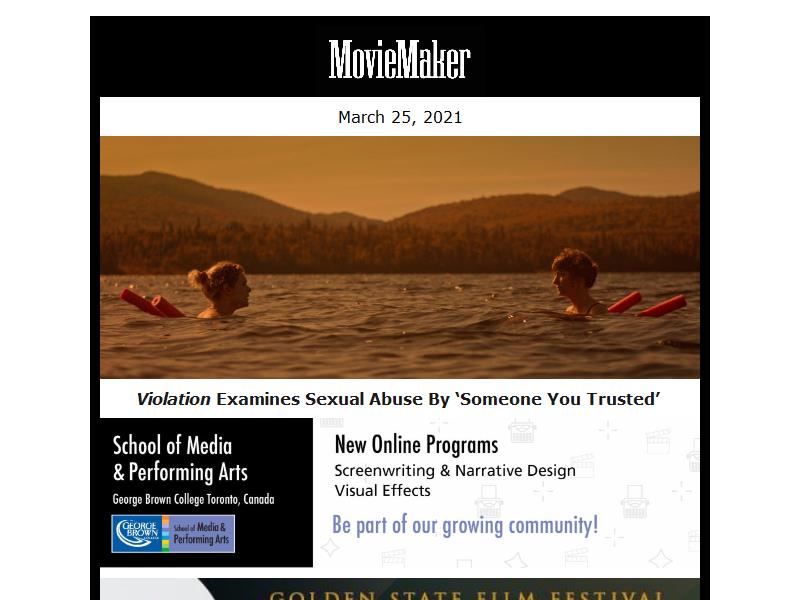 MovieMaker
March 25, 2021
Violation Examines Sexual Abuse By ‘Someone You Trusted’
School of Media
& Performing Arts
George Brown College Toronto, Canada
GEORGE BROWN COLLEGE
School of Media &
Performing Arts
New Online Programs
Screenwriting & Narrative Design
Visual Effects
Be part of our growing community!
GOLDEN STATE FILM FESTIVAL